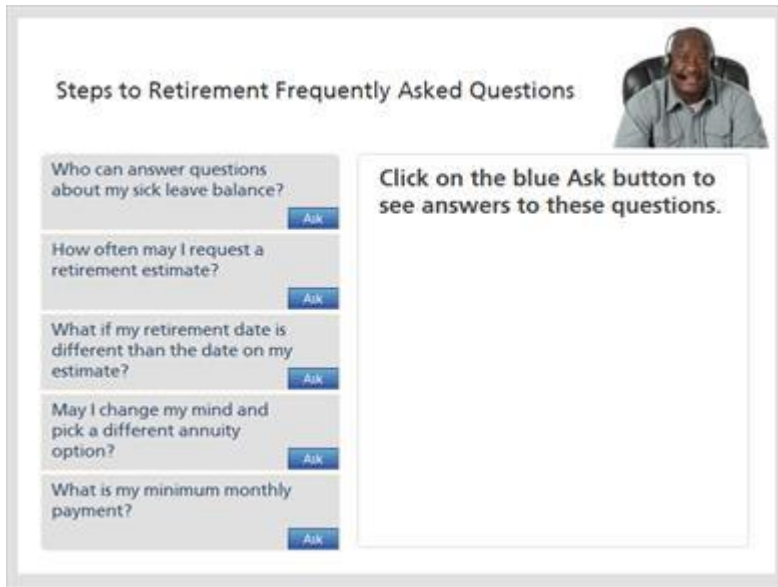 Steps to Retirement Frequently Asked Questions
Who can answer questions
about my sick leave balance?
Ask
How often may I request a
retirement estimate?
Ask
What if my retirement date is
different than the date on my
estimate?
Ask
May I change my mind and
pick a different annuity
option?
Ask
What is my minimum monthly
payment?
Ask
Click on the blue Ask button to
see answers to these questions.